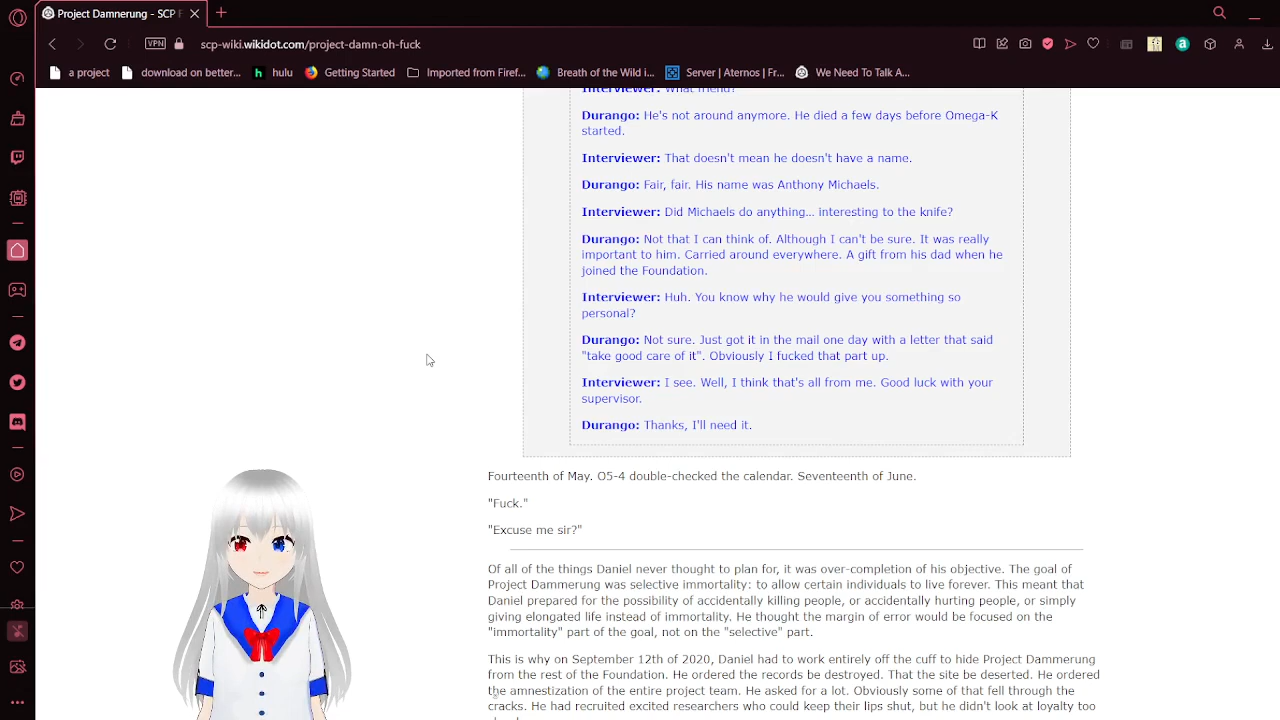 Project Damnerung - SCP F
VPN
scp-wiki.wikidot.com/project-damn-oh-fuck
a project
download on better...
hulu
Getting Started
Imported from Firef...
Breath of the Wild i...
Server | Aternos | Fr...
We Need To Talk A...
Interviewer: What friend?
Durango: He's not around anymore. He died a few days before Omega-K
started.
Interviewer: That doesn't mean he doesn't have a name.
Durango: Fair, fair. His name was Anthony Michaels.
Interviewer: Did Michaels do anything... interesting to the knife?
Durango: Not that I can think of. Although I can't be sure. It was really
important to him. Carried around everywhere. A gift from his dad when he
joined the Foundation.
Interviewer: Huh. You know why he would give you something so
personal?
Durango: Not sure. Just got it in the mail one day with a letter that said
"take good care of it". Obviously I fucked that part up.
Interviewer: I see. Well, I think that's all from me. Good luck with your
supervisor.
Durango: Thanks, I'll need it.
Fourteenth of May. O5-4 double-checked the calendar. Seventeenth of June.
"Fuck."
"Excuse me sir?"
Of all of the things Daniel never thought to plan for, it was over-completion of his objective. The goal of
Project Dammerung was selective immortality: to allow certain individuals to live forever. This meant that
Daniel prepared for the possibility of accidentally killing people, or accidentally hurting people, or simply
giving elongated life instead of immortality. He thought the margin of error would be focused on the
"immortality" part of the goal, not on the "selective" part.
This is why on September 12th of 2020, Daniel had to work entirely off the cuff to hide Project Dammerung
from the rest of the Foundation. He ordered the records be destroyed. That the site be deserted. He ordered
the amnestization of the entire project team. He asked for a lot. Obviously some of that fell through the
cracks. He had recruited excited researchers who could keep their lips shut, but he didn't look at loyalty too